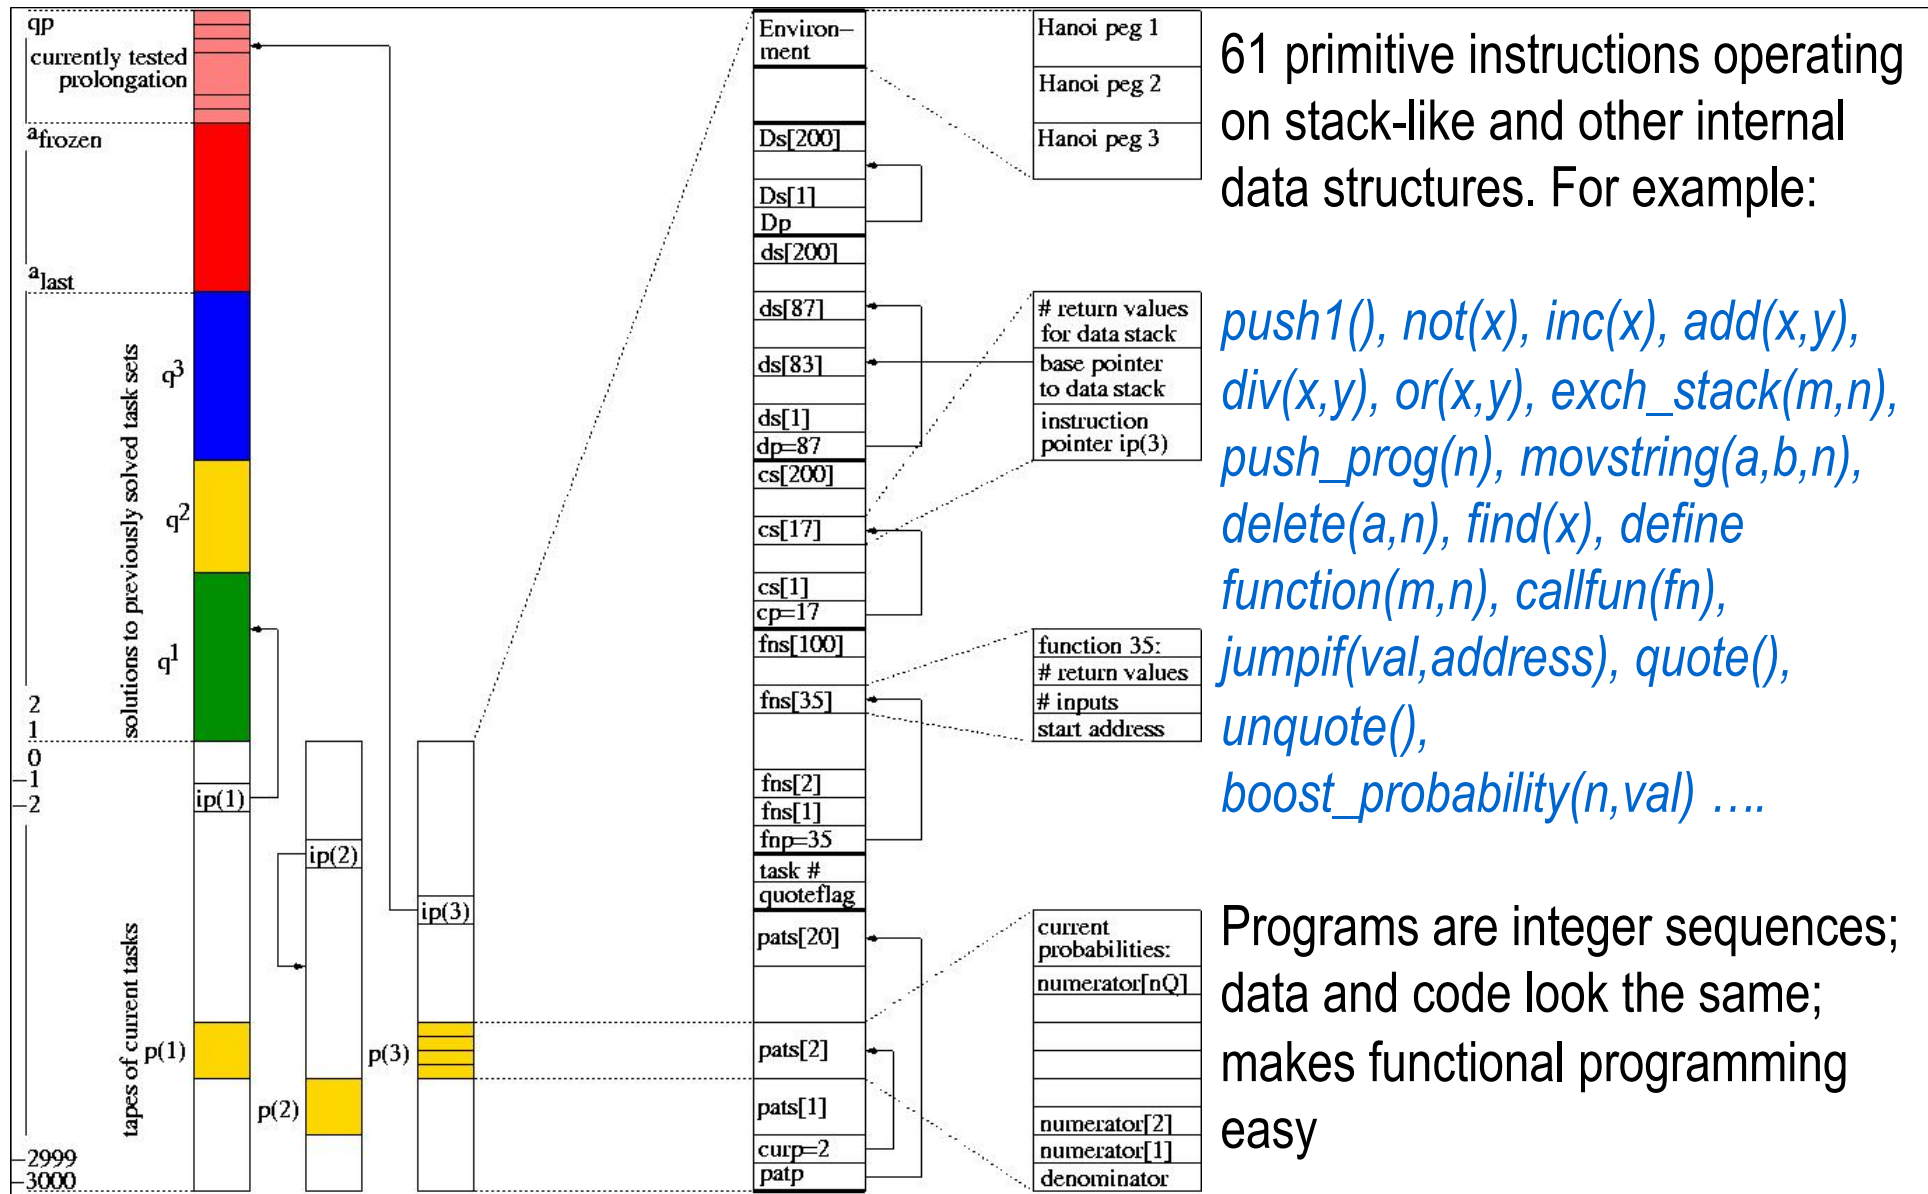 qp
currently tested
prolongation
a frozen
a last
solutions to previously solved task sets
q3
q2
q1
2
1
0
−1
−2
ip(1)
ip(2)
ip(3)
tapes of current tasks
p(1)
p(2)
p(3)
−2999
−3000
Environ−
ment
Ds[200]
Ds[1]
Dp
ds[200]
ds[87]
ds[83]
ds[1]
dp=87
cs[200]
cs[17]
cs[1]
cp=17
fns[100]
fns[35]
fns[2]
fns[1]
fnp=35
task #
quoteflag
pats[20]
pats[2]
pats[1]
curp=2
patp
Hanoi peg 1
Hanoi peg 2
Hanoi peg 3
# return values
for data stack
base pointer
to data stack
instruction
pointer ip(3)
function 35:
# return values
# inputs
start address
current
probabilities:
numerator[nQ]
numerator[2]
numerator[1]
denominator
61 primitive instructions operating
on stack-like and other internal
data structures. For example:
push1(), not(x), inc(x), add(x,y),
div(x,y), or(x,y), exch_stack(m,n),
push_prog(n), movstring(a,b,n),
delete(a,n), find(x), define
function(m,n), callfun(fn),
jumpif(val,address), quote(),
unquote(),
boost_probability(n,val) ….
Programs are integer sequences;
data and code look the same;
makes functional programming
easy